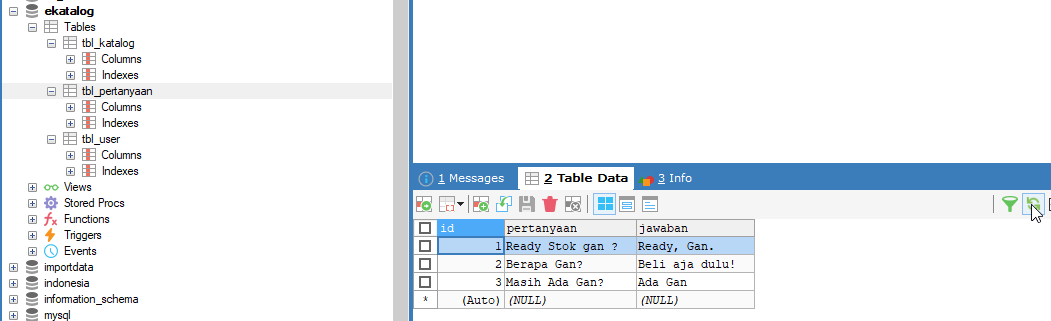 ekatalog
Tables
tbl_katalog
Columns
Indexes
tbl_pertanyaan
Columns
Indexes
tbl_user
Columns
Indexes
Views
Stored Procs
Functions
Triggers
Events
importdata
indonesia
information_schema
mysql
1 Messages 2 Table Data 3 Info
id pertanyaan jawaban
1 Ready Stok gan ? Ready, Gan.
2 Berapa Gan? Beli aja dulu!
3 Masih Ada Gan? Ada Gan
* (Auto) (NULL) (NULL)